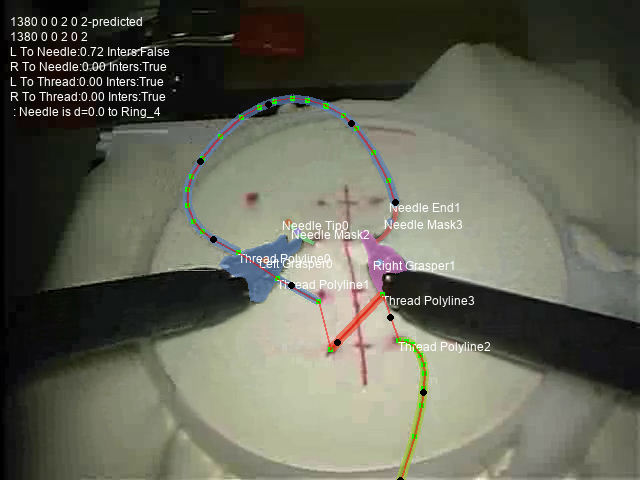 1380 0 0 2 0 2-predicted
1380 0 0 2 0 2
L To Needle:0.72 Inters:False
R To Needle:0.00 Inters:True
L To Thread:0.00 Inters:True
R To Thread:0.00 Inters:True
: Needle is d=0.0 to Ring_4
Needle End1
Needle Tip0
Needle Mask3
Needle Mask2
Thread Polyline0
Left Grasper0
Right Grasper1
Thread Polyline1
Thread Polyline3
Thread Polyline2